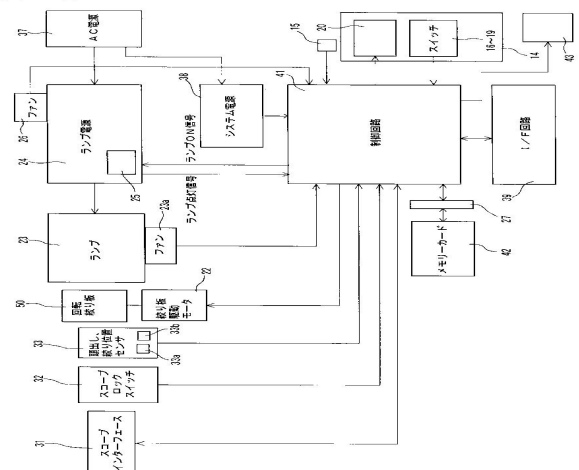 37
AC電源
26
ファン
24
ランプ電源
25
23
ランプ
23a
ファン
38
システム電源
ランプON信号
ランプ点灯信号
15
20
スイッチ
16~19
14
43
41
制御回路
39
I/F回路
27
メモリーカード
42
50
回転
絞り板
22
絞り板
駆動
モータ
33
頭出し、
絞り位置
センサ
33b
33a
32
スコープ
ロック
スイッチ
31
スコープ
インターフェース